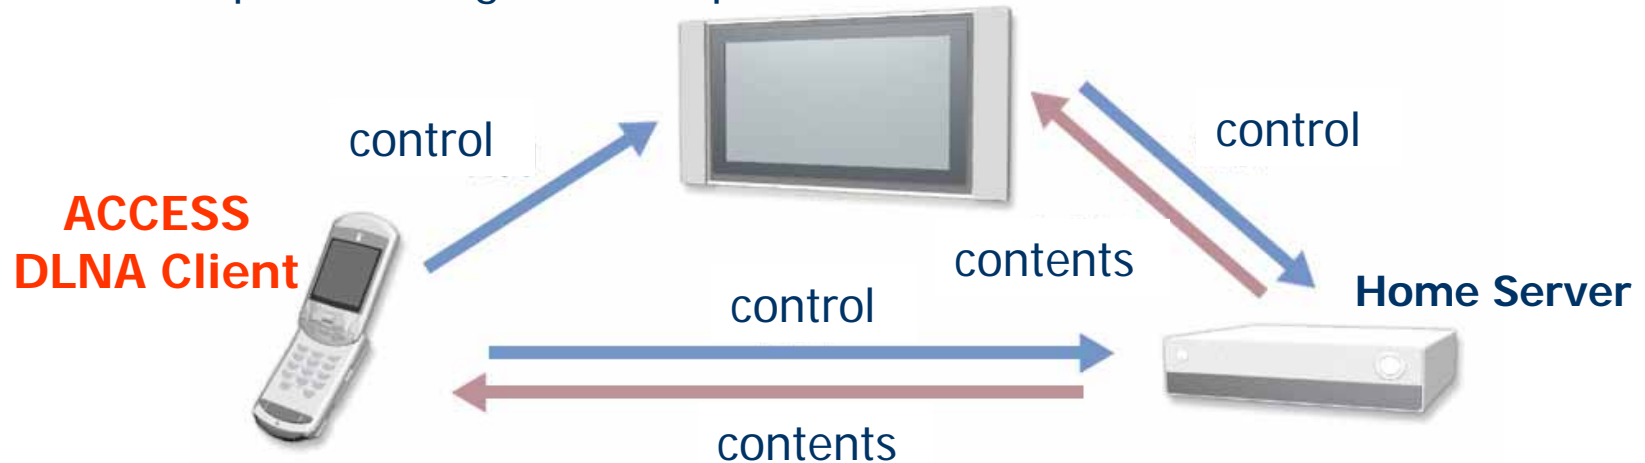 control
control
ACCESS
DLNA Client
contents
control
Home Server
contents